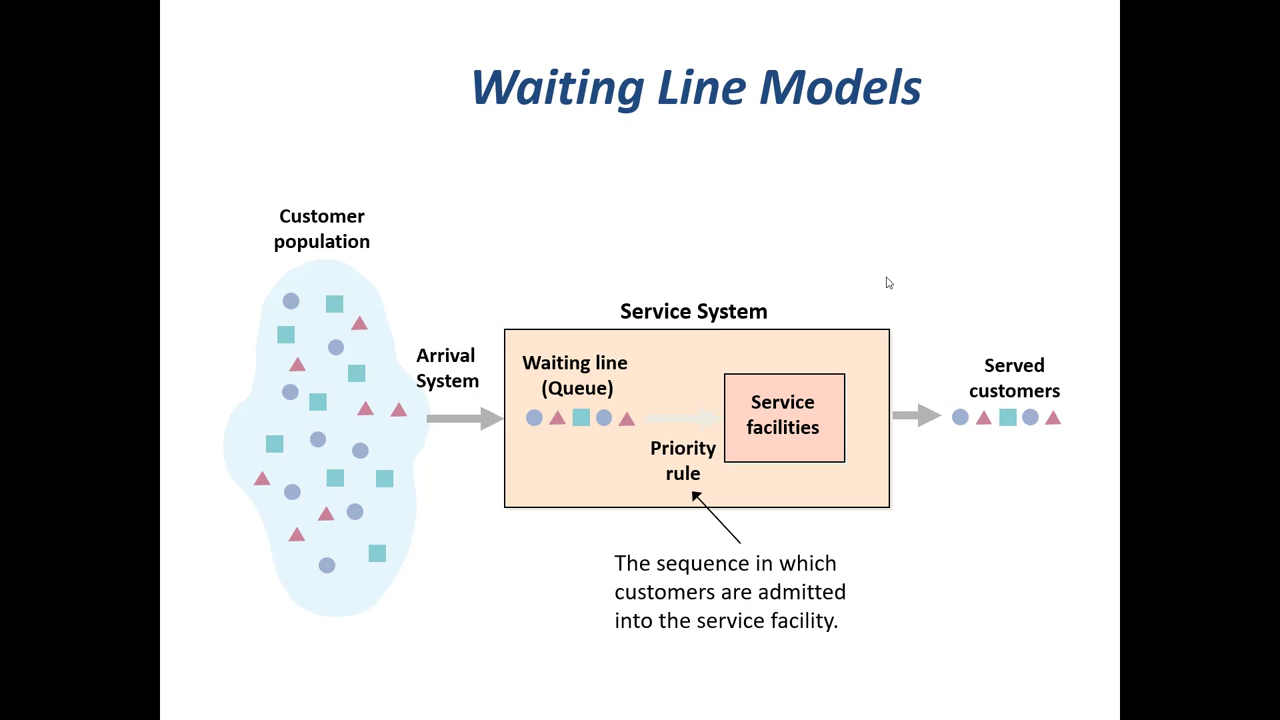 Waiting Line Models
Customer
population
Arrival
System
Service System
Waiting line
(Queue)
Priority
rule
Service
facilities
Served
customers
The sequence in which
customers are admitted
into the service facility.